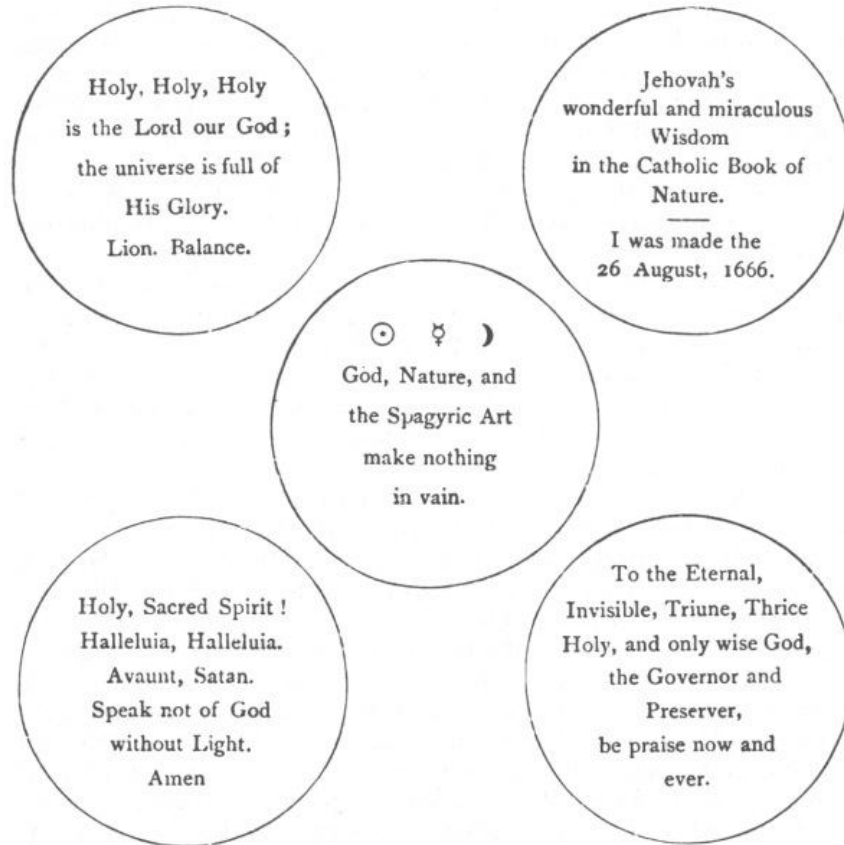 Holy, Holy, Holy
is the Lord our God ;
the universe is full of
His Glory.
Lion. Balance.
Jehovah's
wonderful and miraculous
Wisdom
in the Catholic Book of
Nature.
I was made the
26 August, 1666.
☉ ☿ ☽
God, Nature, and
the Spagyric Art
make nothing
in vain.
Holy, Sacred Spirit !
Halleluia, Halleluia.
Avaunt, Satan.
Speak not of God
without Light.
Amen
To the Eternal,
Invisible, Triune, Thrice
Holy, and only wise God,
the Governor and
Preserver,
be praise now and
ever.